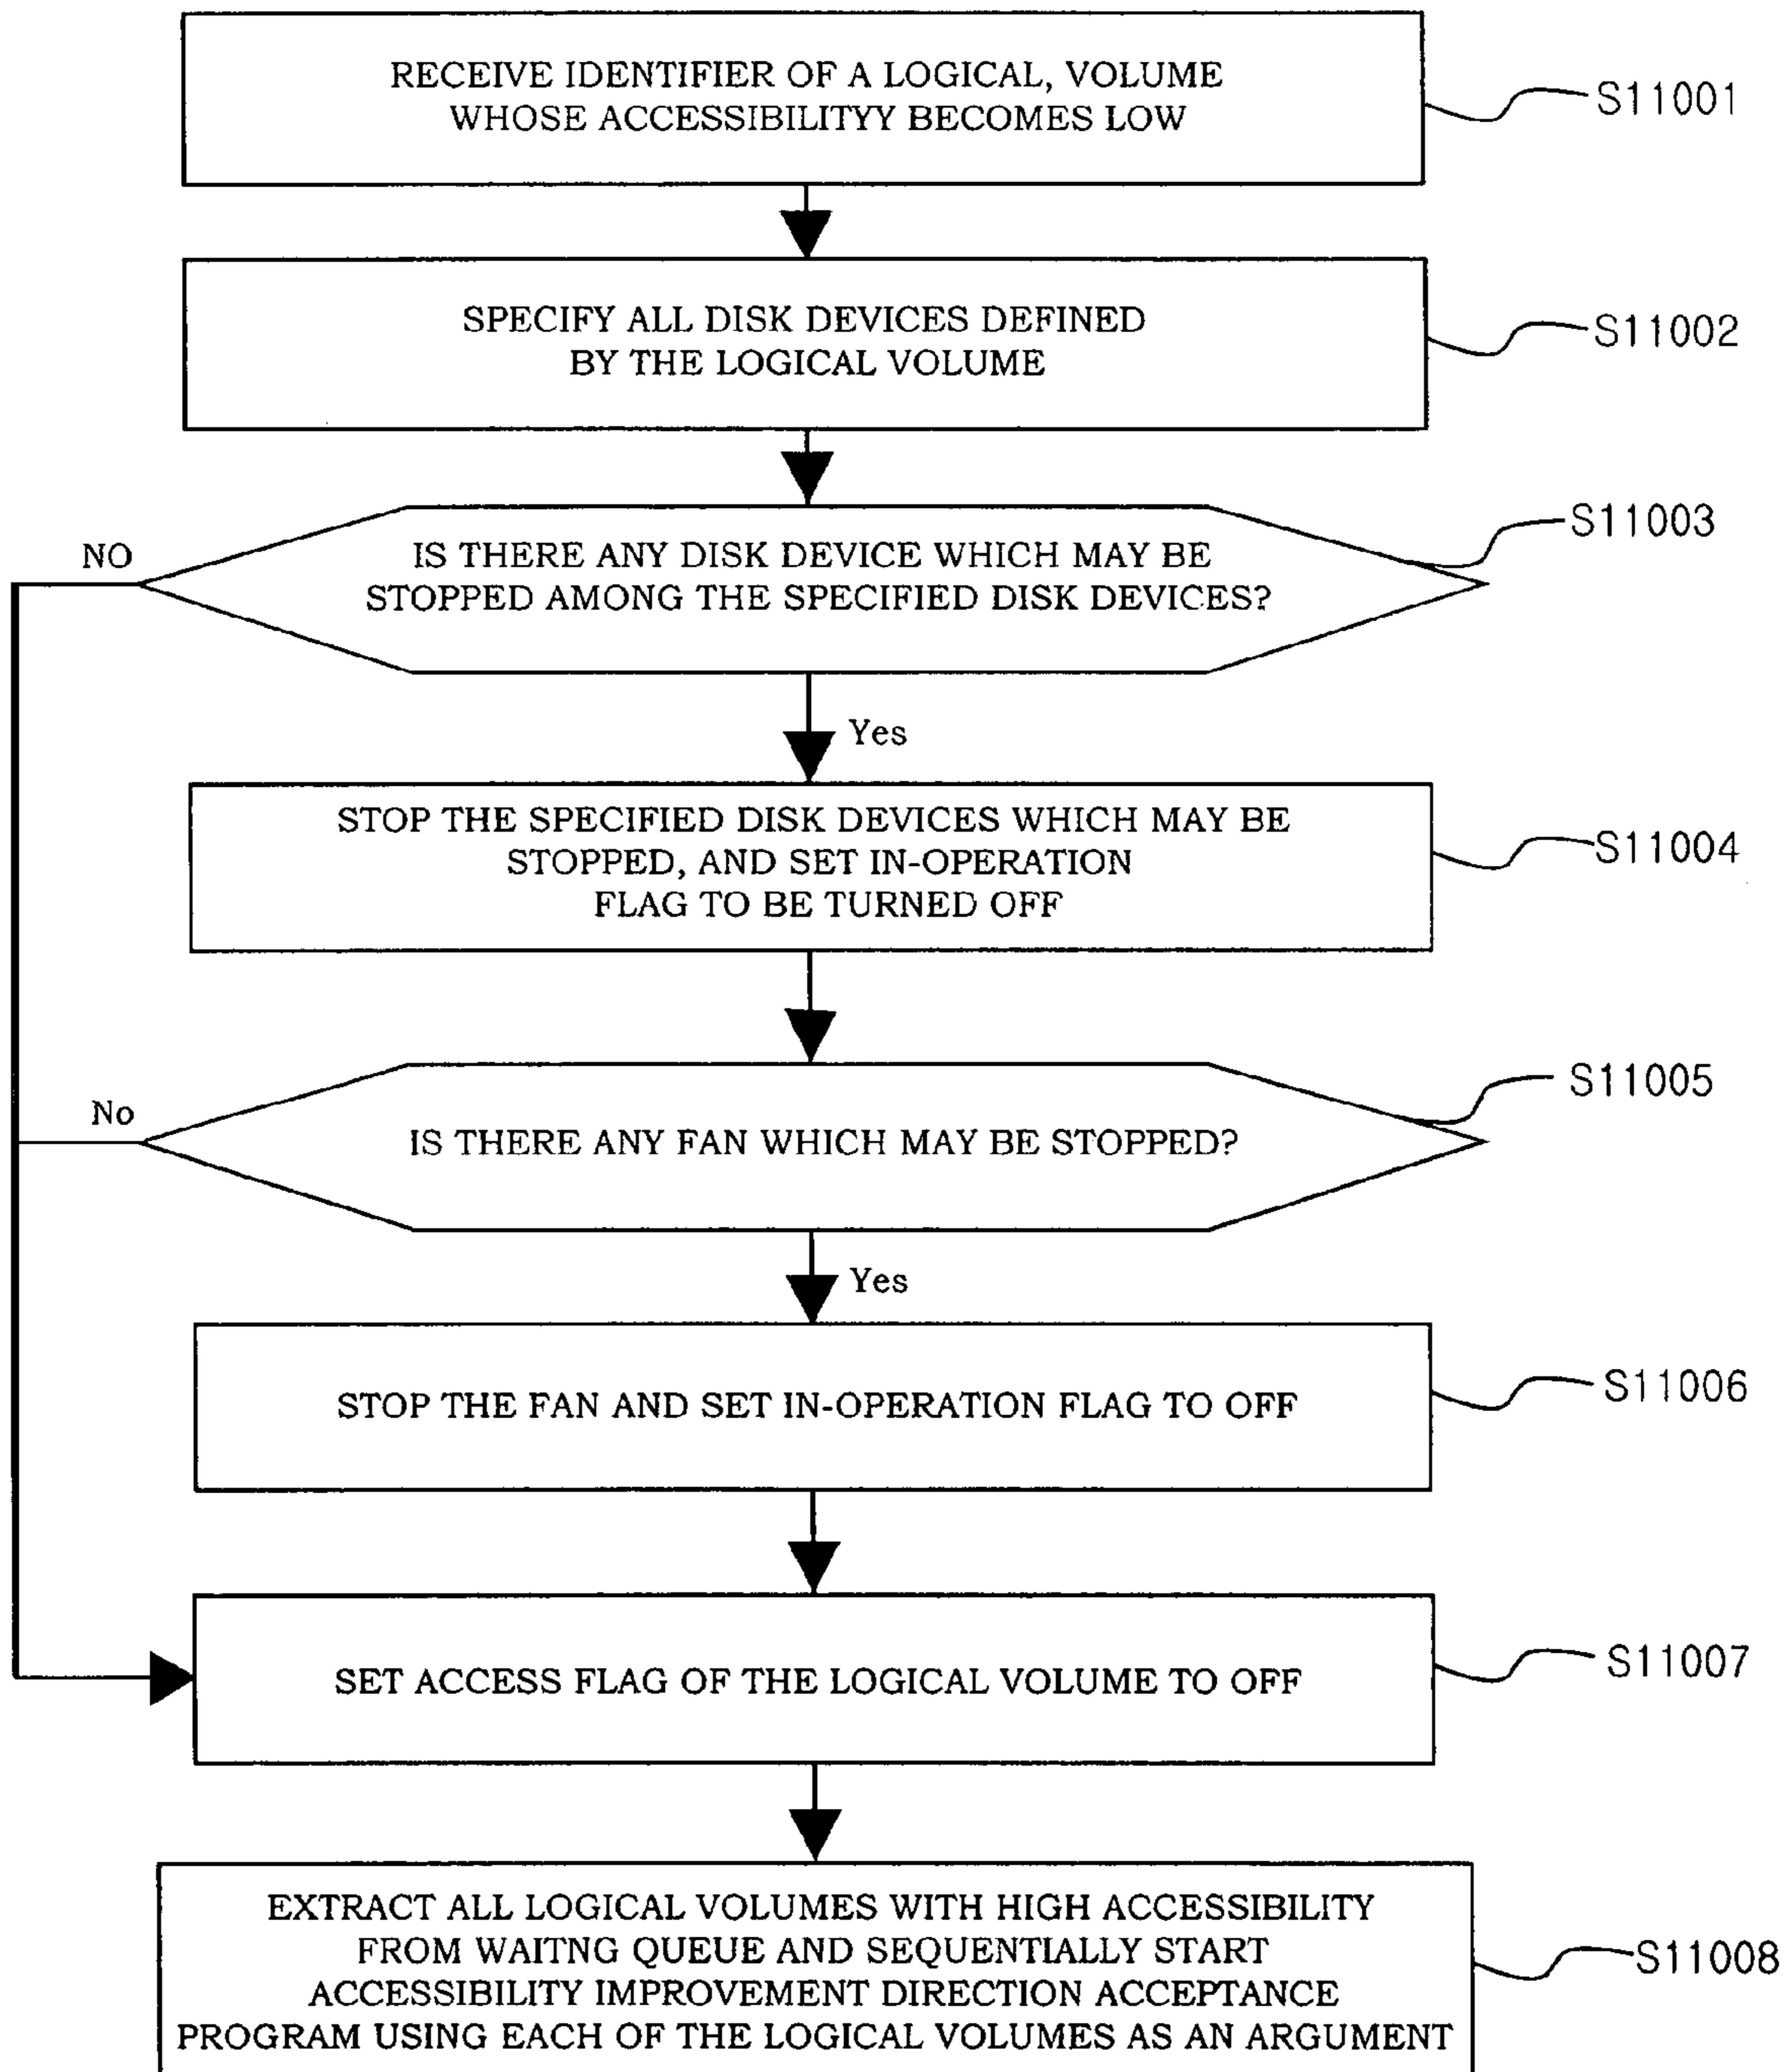 RECEIVE IDENTIFIER OF A LOGICAL, VOLUME
WHOSE ACCESSIBILITYY BECOMES LOW
S11001
SPECIFY ALL DISK DEVICES DEFINED
BY THE LOGICAL VOLUME
S11002
S11003
NO
IS THERE ANY DISK DEVICE WHICH MAY BE
STOPPED AMONG THE SPECIFIED DISK DEVICES?
Yes
STOP THE SPECIFIED DISK DEVICES WHICH MAY BE
STOPPED, AND SET IN-OPERATION
FLAG TO BE TURNED OFF
S11004
S11005
No
IS THERE ANY FAN WHICH MAY BE STOPPED?
Yes
STOP THE FAN AND SET IN-OPERATION FLAG TO OFF
S11006
SET ACCESS FLAG OF THE LOGICAL VOLUME TO OFF
S11007
EXTRACT ALL LOGICAL VOLUMES WITH HIGH ACCESSIBILITY
FROM WAITNG QUEUE AND SEQUENTIALLY START
ACCESSIBILITY IMPROVEMENT DIRECTION ACCEPTANCE
PROGRAM USING EACH OF THE LOGICAL VOLUMES AS AN ARGUMENT
S11008